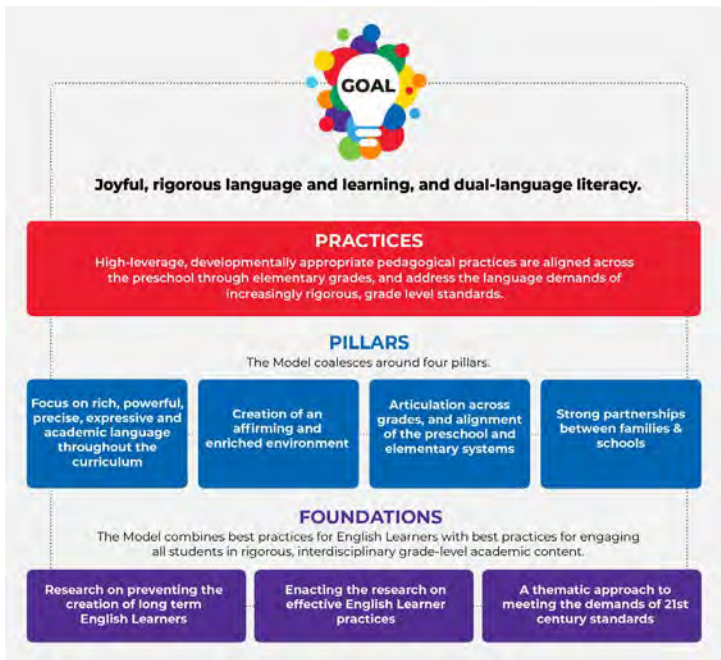 GOAL
Joyful, rigorous language and learning, and dual-language literacy.
PRACTICES
High-leverage, developmentally appropriate pedagogical practices are aligned across
the preschool through elementary grades, and address the language demands of
increasingly rigorous, grade level standards.
PILLARS
The Model coalesces around four pillars.
Focus on rich, powerful,
precise, expressive and
academic language
throughout the
curriculum
Creation of an
affirming and
enriched environment
Articulation across
grades, and alignment
of the preschool and
elementary systems
Strong partnerships
between families &
schools
FOUNDATIONS
The Model combines best practices for English Learners with best practices for engaging
all students in rigorous, interdisciplinary grade-level academic content.
Research on preventing the
creation of long term
English Learners
Enacting the research on
effective English Learner
practices
A thematic approach to
meeting the demands of 21st
century standards